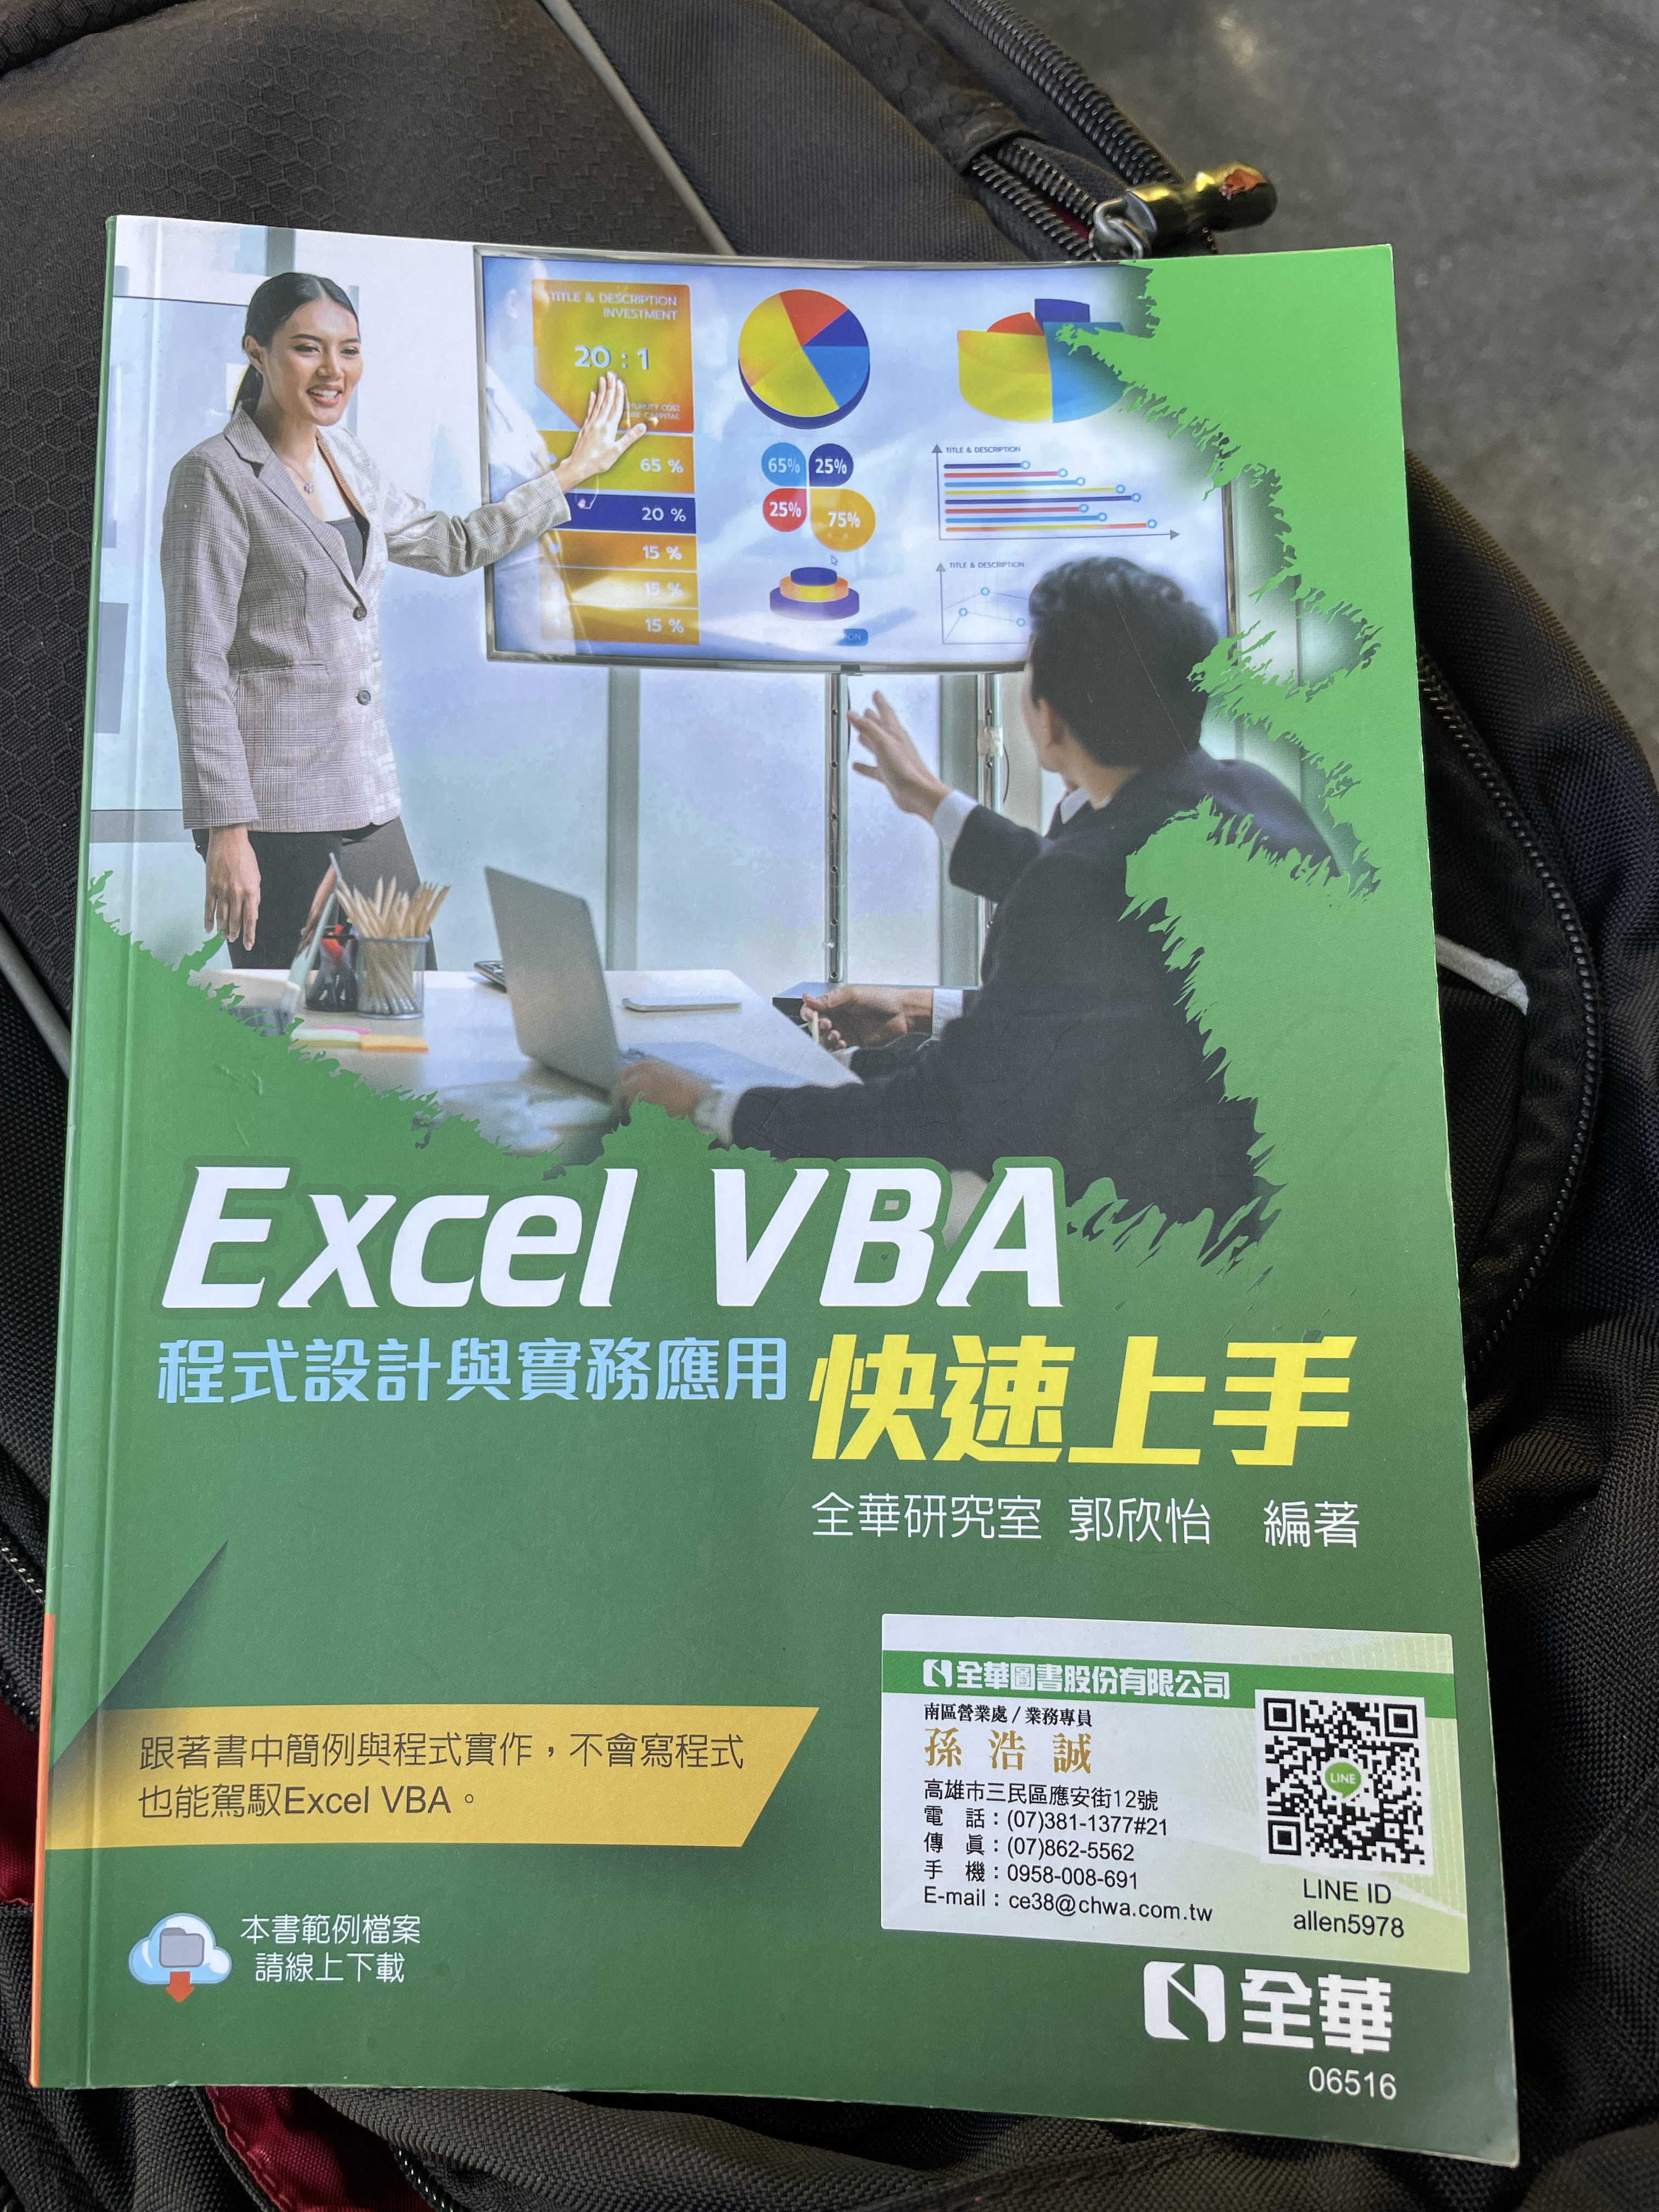 TITLE & DESCRIPTION
INVESTMENT
20 : 1
65 %
20 %
15 %
15 %
15 %
65% 25%
25% 75%
TITLE & DESCRIPTION
TITLE & DESCRIPTION
Excel VBA
程式設計與實務應用 快速上手
全華研究室 郭欣怡 編著
跟著書中簡例與程式實作，不會寫程式
也能駕馭Excel VBA。
本書範例檔案
請線上下載
全華圖書股份有限公司
南區營業處 / 業務專員
孫 浩 誠
高雄市三民區應安街12號
電 話：(07)381-1377#21
傳 眞：(07)862-5562
手 機：0958-008-691
E-mail：ce38@chwa.com.tw
LINE
LINE ID
allen5978
全華
06516